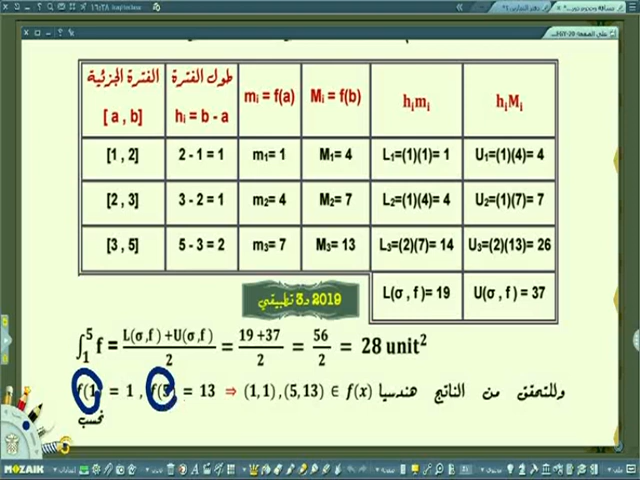 الفترة الجزئية
[ a , b]
طول الفترة
hᵢ = b - a
mᵢ = f(a)
Mᵢ = f(b)
hᵢmᵢ
hᵢMᵢ
[1 , 2]
2 - 1 = 1
m₁= 1
M₁= 4
L₁=(1)(1)= 1
U₁=(1)(4)= 4
[2 , 3]
3 - 2 = 1
m₂= 4
M₂= 7
L₂=(1)(4)= 4
U₂=(1)(7)= 7
[3 , 5]
5 - 3 = 2
m₃= 7
M₃= 13
L₃=(2)(7)= 14
U₃=(2)(13)= 26
2019 د3 تطبيقي
L(σ , f)= 19
U(σ , f) = 37
∫₁⁵ f = L(σ,f)+U(σ,f)/2 = 19+37/2 = 56/2 = 28 unit²
وللتحقق من الناتج هندسيا f(1) = 1 , f(5) = 13 ⇒ (1,1),(5,13) ∈ f(x)
نحسب
MOZAIK